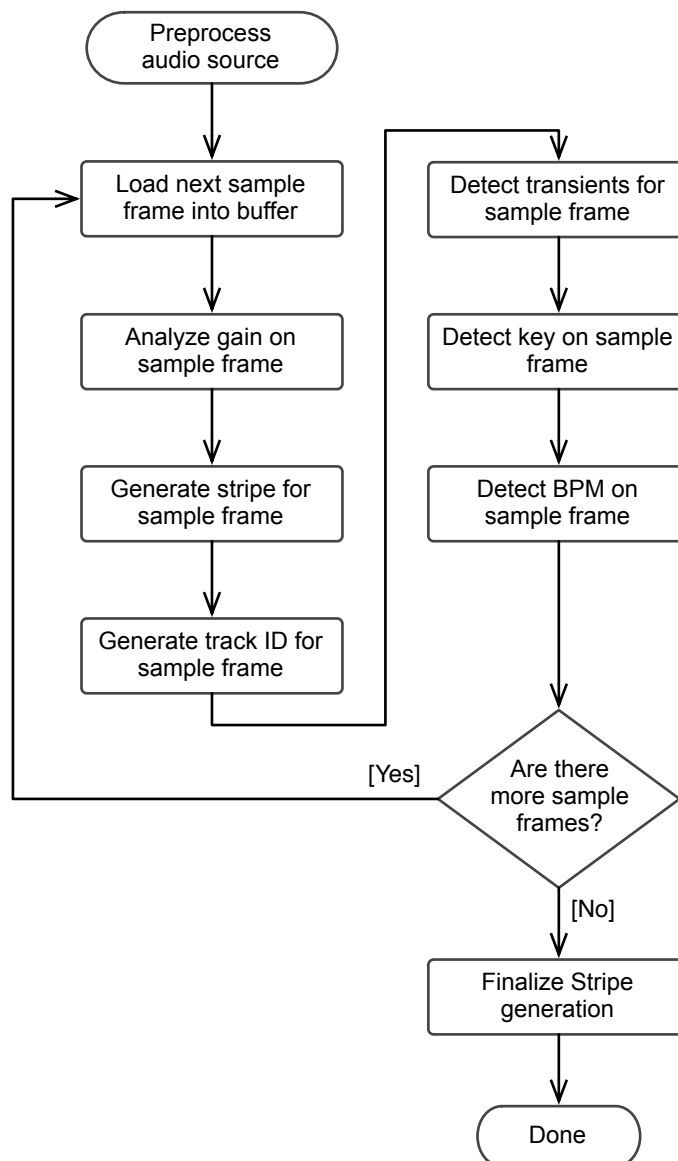 Preprocess
audio source
Load next sample
frame into buffer
Analyze gain on
sample frame
Generate stripe for
sample frame
Generate track ID for
sample frame
Detect transients for
sample frame
Detect key on sample
frame
Detect BPM on
sample frame
Are there
more sample
frames?
[Yes]
[No]
Finalize Stripe
generation
Done